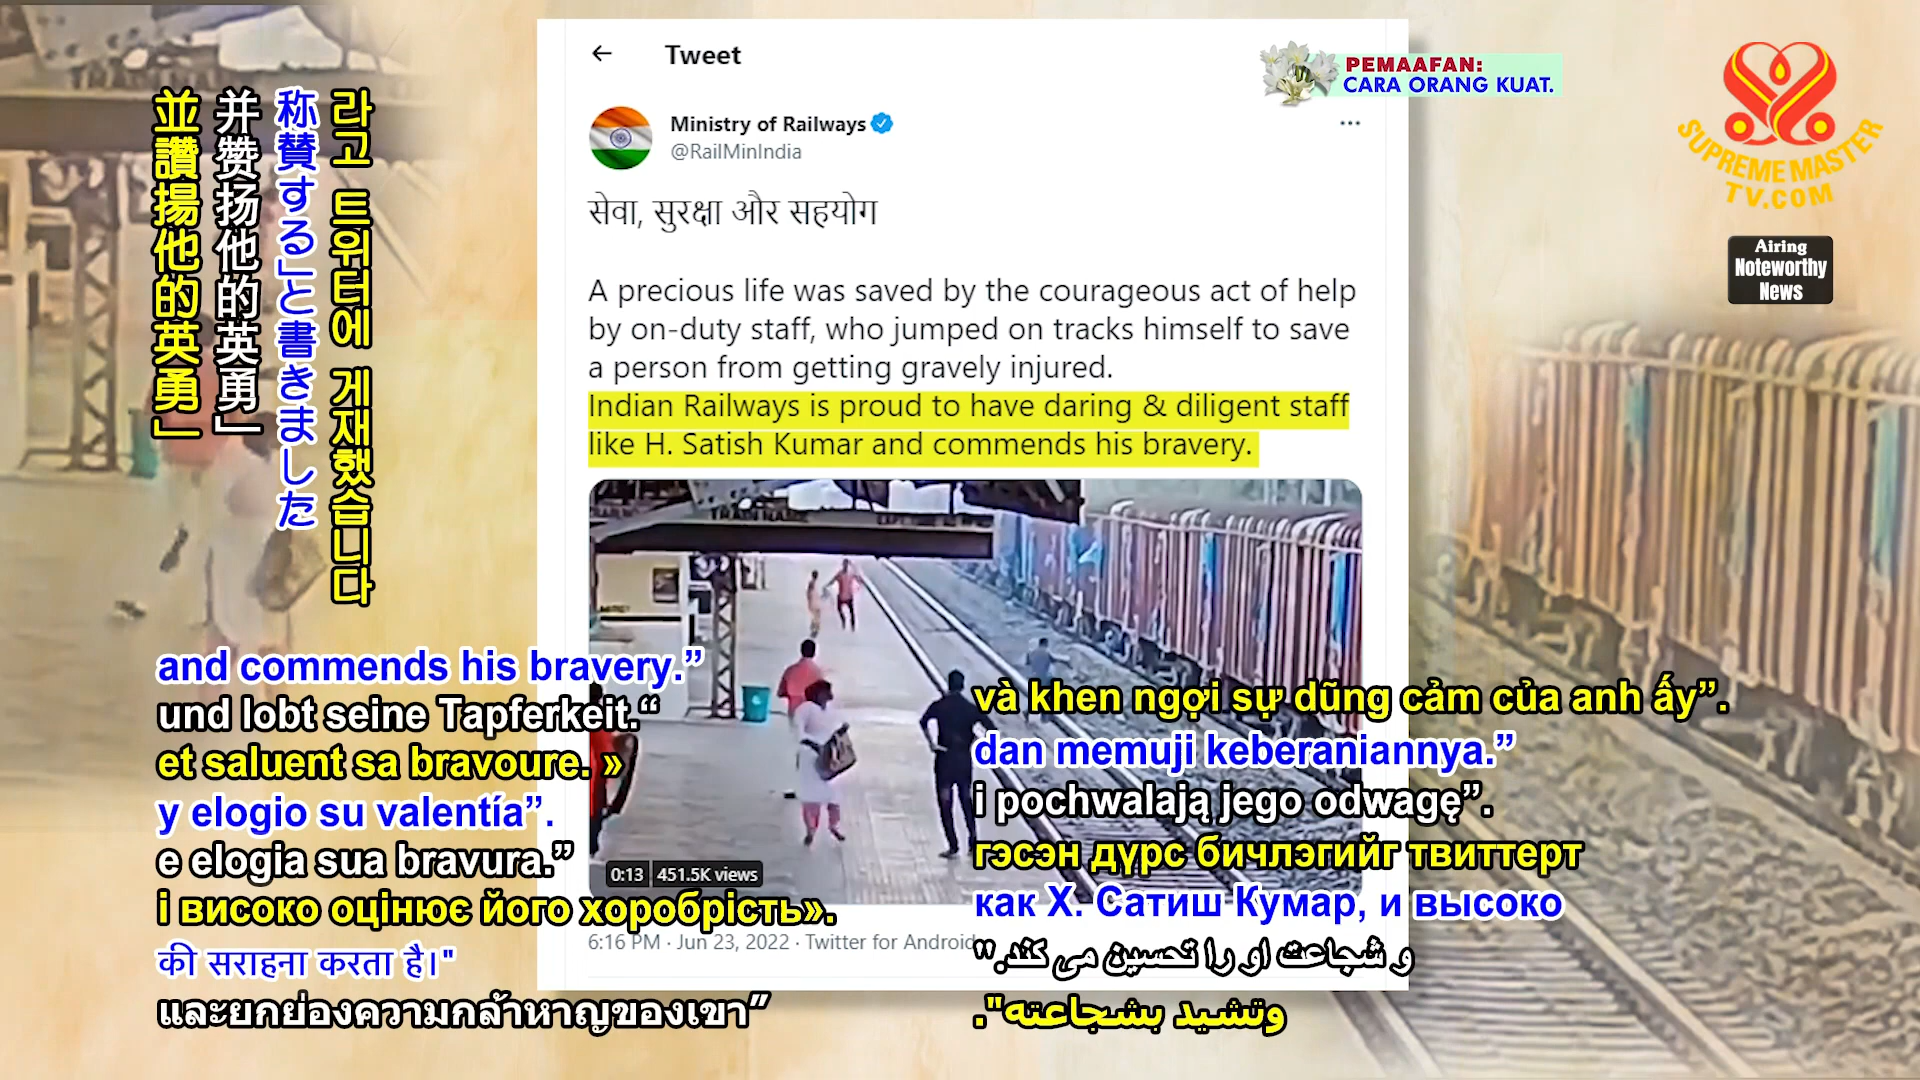 Tweet
Ministry of Railways
@RailMinIndia
सेवा, सुरक्षा और सहयोग
A precious life was saved by the courageous act of help
by on-duty staff, who jumped on tracks himself to save
a person from getting gravely injured.
Indian Railways is proud to have daring & diligent staff
like H. Satish Kumar and commends his bravery.
0:13
451.5K views
6:16 PM · Jun 23, 2022 · Twitter for Android
PEMAAFAN:
CARA ORANG KUAT.
SUPREME MASTER
TV.COM
Airing
Noteworthy
News
라고 트위터에 게재했습니다
称賛する」と書きました
并赞扬他的英勇」
並讚揚他的英勇」
and commends his bravery.”
und lobt seine Tapferkeit.“
et saluent sa bravoure. »
y elogio su valentía”.
e elogia sua bravura.”
і високо оцінює його хоробрість».
की सराहना करता है।"
และยกย่องความกล้าหาญของเขา”
và khen ngợi sự dũng cảm của anh ấy”.
dan memuji keberaniannya.”
i pochwalają jego odwagę”.
гэсэн дүрс бичлэгийг твиттерт
как Х. Сатиш Кумар, и высоко
و شجاعت او را تحسین می کند."
وتشيد بشجاعته".